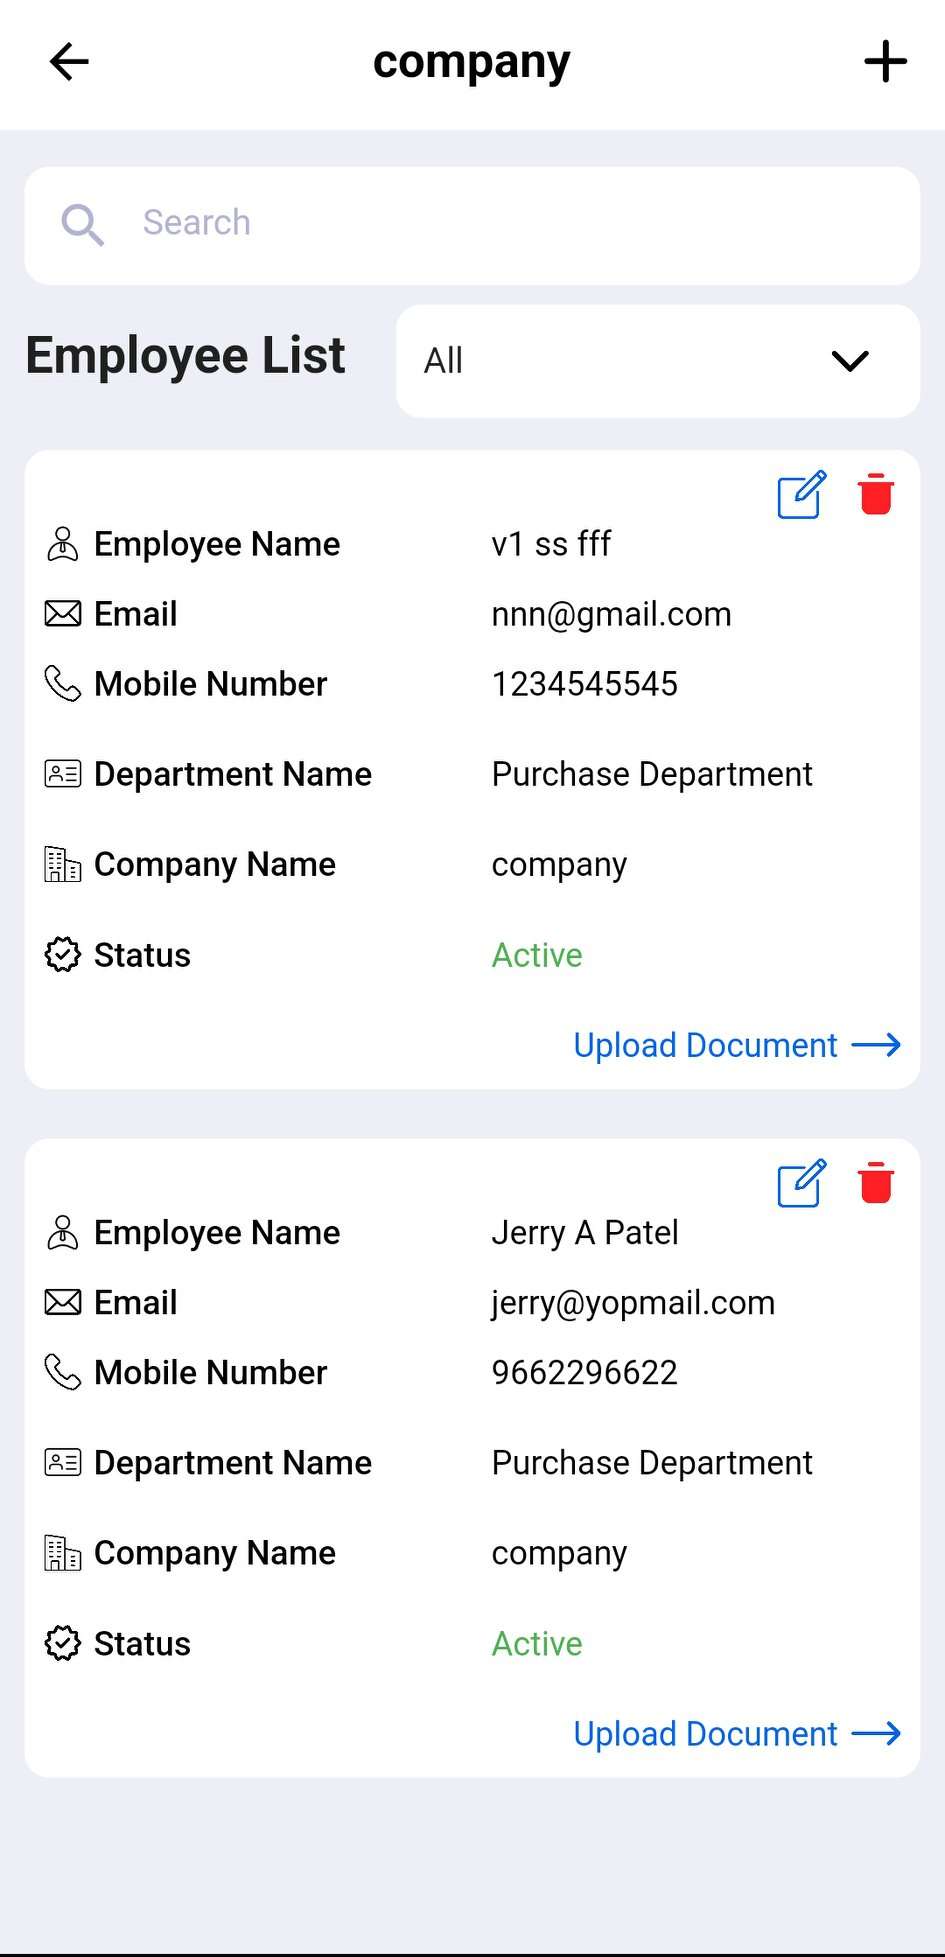 company
Search
Employee List All
Employee Name v1 ss fff
Email nnn@gmail.com
Mobile Number 1234545545
Department Name Purchase Department
Company Name company
Status Active
Upload Document
Employee Name Jerry A Patel
Email jerry@yopmail.com
Mobile Number 9662296622
Department Name Purchase Department
Company Name company
Status Active
Upload Document